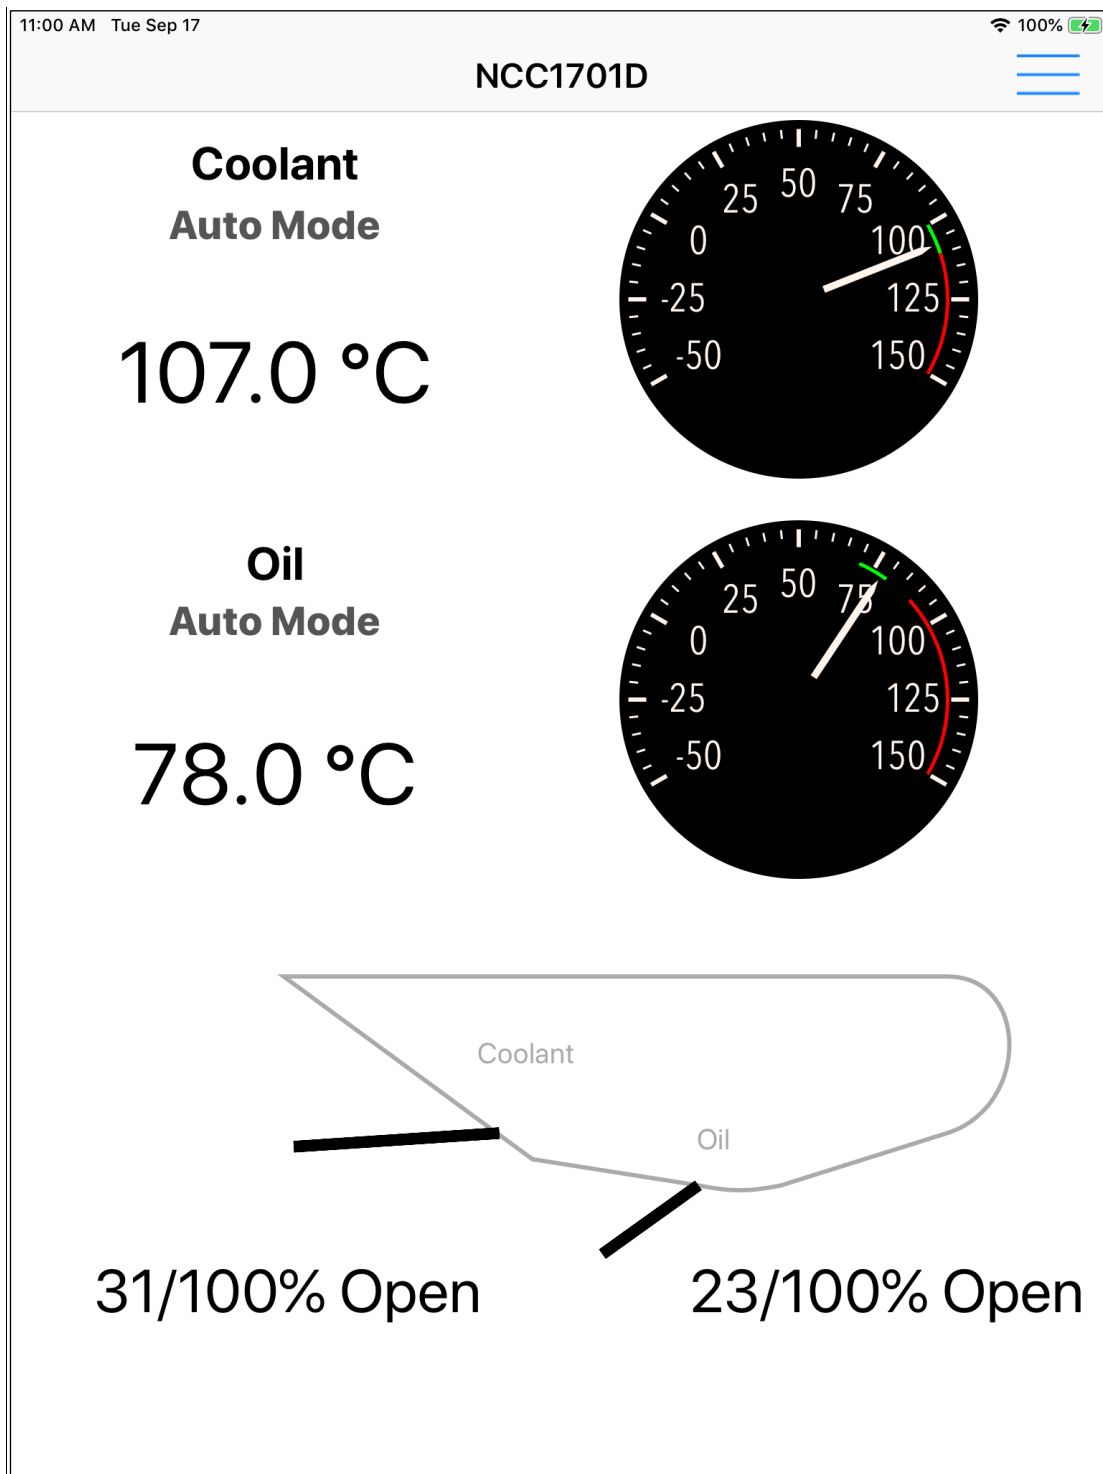 11:00 AM Tue Sep 17 100%
NCC1701D
Coolant
Auto Mode
107.0 °C
-50
-25
0
25
50
75
100
125
150
Oil
Auto Mode
78.0 °C
-50
-25
0
25
50
75
100
125
150
Coolant
Oil
31/100% Open
23/100% Open